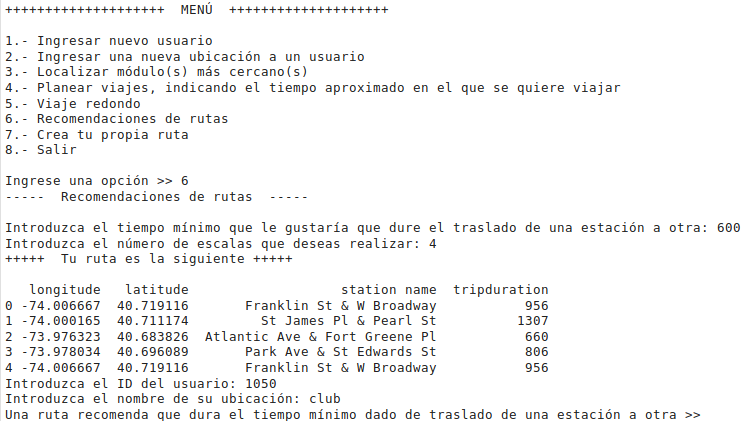 ++++++++++++++++++++  MENÚ  ++++++++++++++++++++
1.- Ingresar nuevo usuario
2.- Ingresar una nueva ubicación a un usuario
3.- Localizar módulo(s) más cercano(s)
4.- Planear viajes, indicando el tiempo aproximado en el que se quiere viajar
5.- Viaje redondo
6.- Recomendaciones de rutas
7.- Crea tu propia ruta
8.- Salir
Ingrese una opción >> 6
-----  Recomendaciones de rutas  -----
Introduzca el tiempo mínimo que le gustaría que dure el traslado de una estación a otra: 600
Introduzca el número de escalas que deseas realizar: 4
+++++  Tu ruta es la siguiente +++++
longitude   latitude                   station name  tripduration
0 -74.006667  40.719116       Franklin St & W Broadway           956
1 -74.000165  40.711174         St James Pl & Pearl St          1307
2 -73.976323  40.683826  Atlantic Ave & Fort Greene Pl           660
3 -73.978034  40.696089       Park Ave & St Edwards St           806
4 -74.006667  40.719116       Franklin St & W Broadway           956
Introduzca el ID del usuario: 1050
Introduzca el nombre de su ubicación: club
Una ruta recomenda que dura el tiempo mínimo dado de traslado de una estación a otra >>